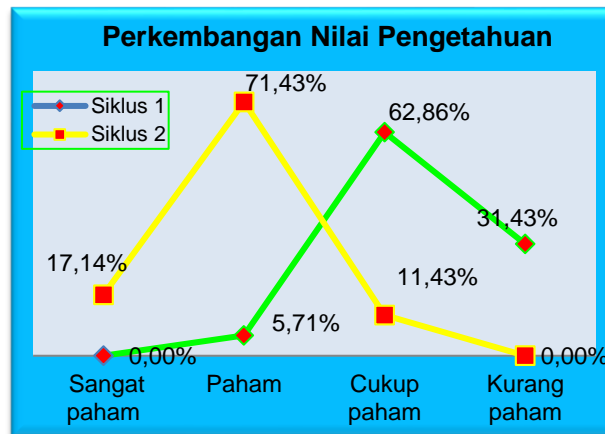 Perkembangan Nilai Pengetahuan
Siklus 1
Siklus 2
71,43%
62,86%
31,43%
17,14%
11,43%
5,71%
0,00%
0,00%
Sangat paham
Paham
Cukup paham
Kurang paham